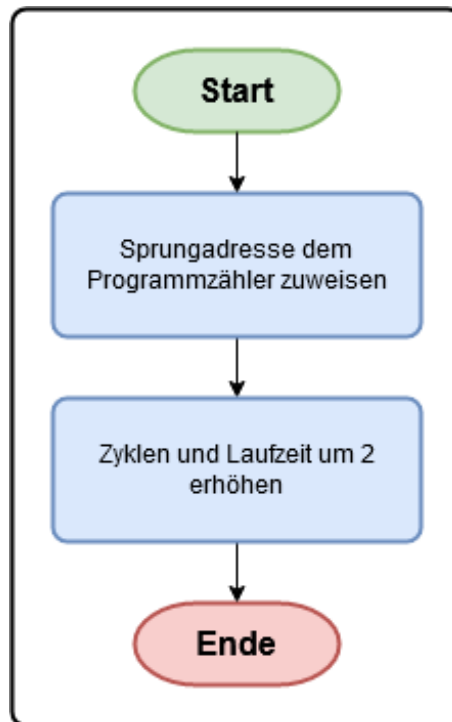 Start
Sprungadresse dem
Programmzähler zuweisen
Zyklen und Laufzeit um 2
erhöhen
Ende